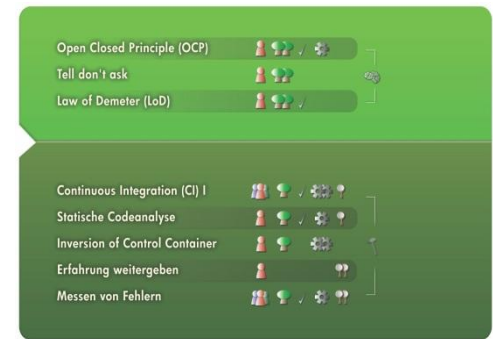 Open Closed Principle (OCP)
Tell don't ask
Law of Demeter (LoD)
Continuous Integration (CI) I
Statische Codeanalyse
Inversion of Control Container
Erfahrung weitergeben
Messen von Fehlern